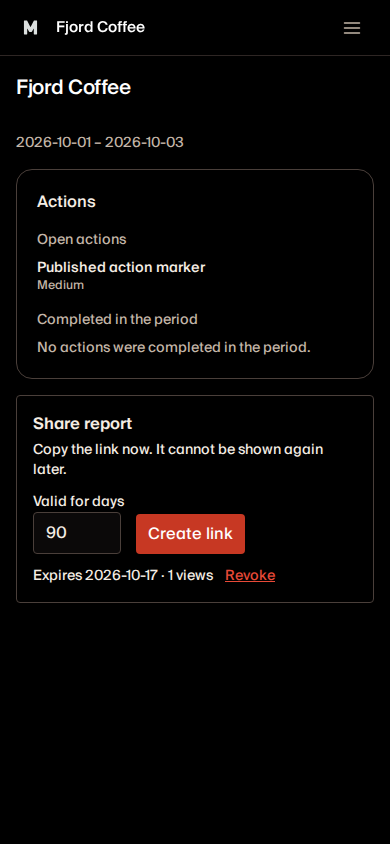 Fjord Coffee
Fjord Coffee
2026-10-01 – 2026-10-03
Actions
Open actions
Published action marker
Medium
Completed in the period
No actions were completed in the period.
Share report
Copy the link now. It cannot be shown again
later.
Valid for days
90
Create link
Expires 2026-10-17 · 1 views Revoke